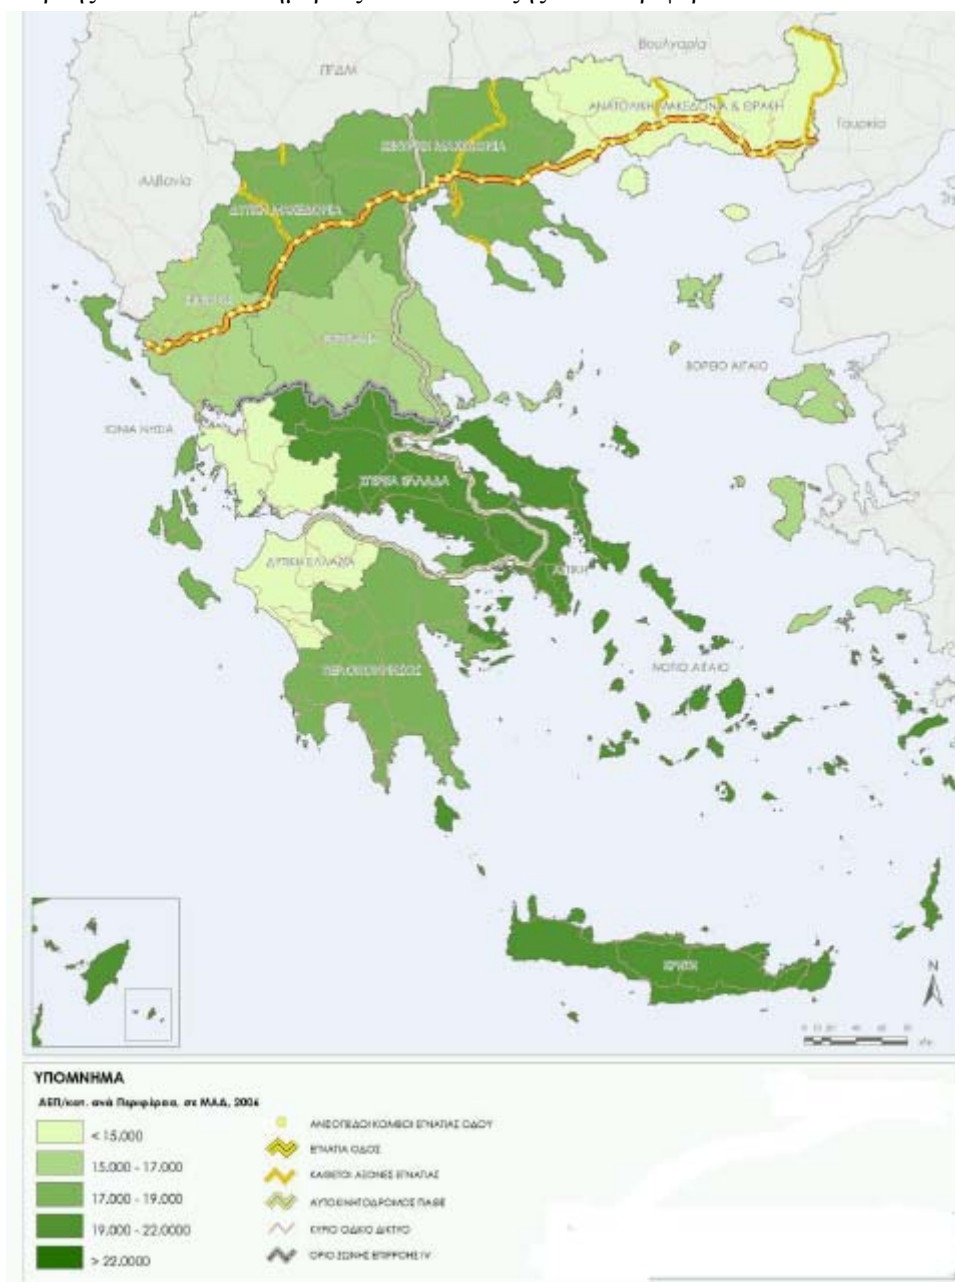 Βουλγαρία
ΠΓΔΜ
ΑΝΑΤΟΛΙΚΗ ΜΑΚΕΔΟΝΙΑ & ΘΡΑΚΗ
Τουρκία
ΚΕΝΤΡΙΚΗ ΜΑΚΕΔΟΝΙΑ
Αλβανία
ΔΥΤΙΚΗ ΜΑΚΕΔΟΝΙΑ
ΗΠΕΙΡΟΣ
ΒΟΡΕΙΟ ΑΙΓΑΙΟ
ΙΟΝΙΑ ΝΗΣΙΑ
ΣΤΕΡΕΑ ΕΛΛΑΔΑ
ΔΥΤΙΚΗ ΕΛΛΑΔΑ
ΑΤΤΙΚΗ
ΝΟΤΙΟ ΑΙΓΑΙΟ
ΠΕΛΟΠΟΝΝΗΣΟΣ
ΚΡΗΤΗ
N
ΥΠΟΜΝΗΜΑ
ΑΕΠ/κατ. ανά Περιφέρεια, σε ΜΑΔ, 2006
< 15.000
15.000 - 17.000
17.000 - 19.000
19.000 - 22.0000
> 22.0000
ΑΝΙΣΟΠΕΔΟΙ ΚΟΜΒΟΙ ΕΓΝΑΤΙΑΣ ΟΔΟΥ
ΕΓΝΑΤΙΑ ΟΔΟΣ
ΚΑΘΕΤΟΙ ΑΞΟΝΕΣ ΕΓΝΑΤΙΑΣ
ΑΥΤΟΚΙΝΗΤΟΔΡΟΜΟΣ ΠΑΘΕ
ΚΥΡΙΟ ΟΔΙΚΟ ΔΙΚΤΥΟ
ΟΡΙΟ ΖΩΝΗΣ ΕΠΙΡΡΟΗΣ IV